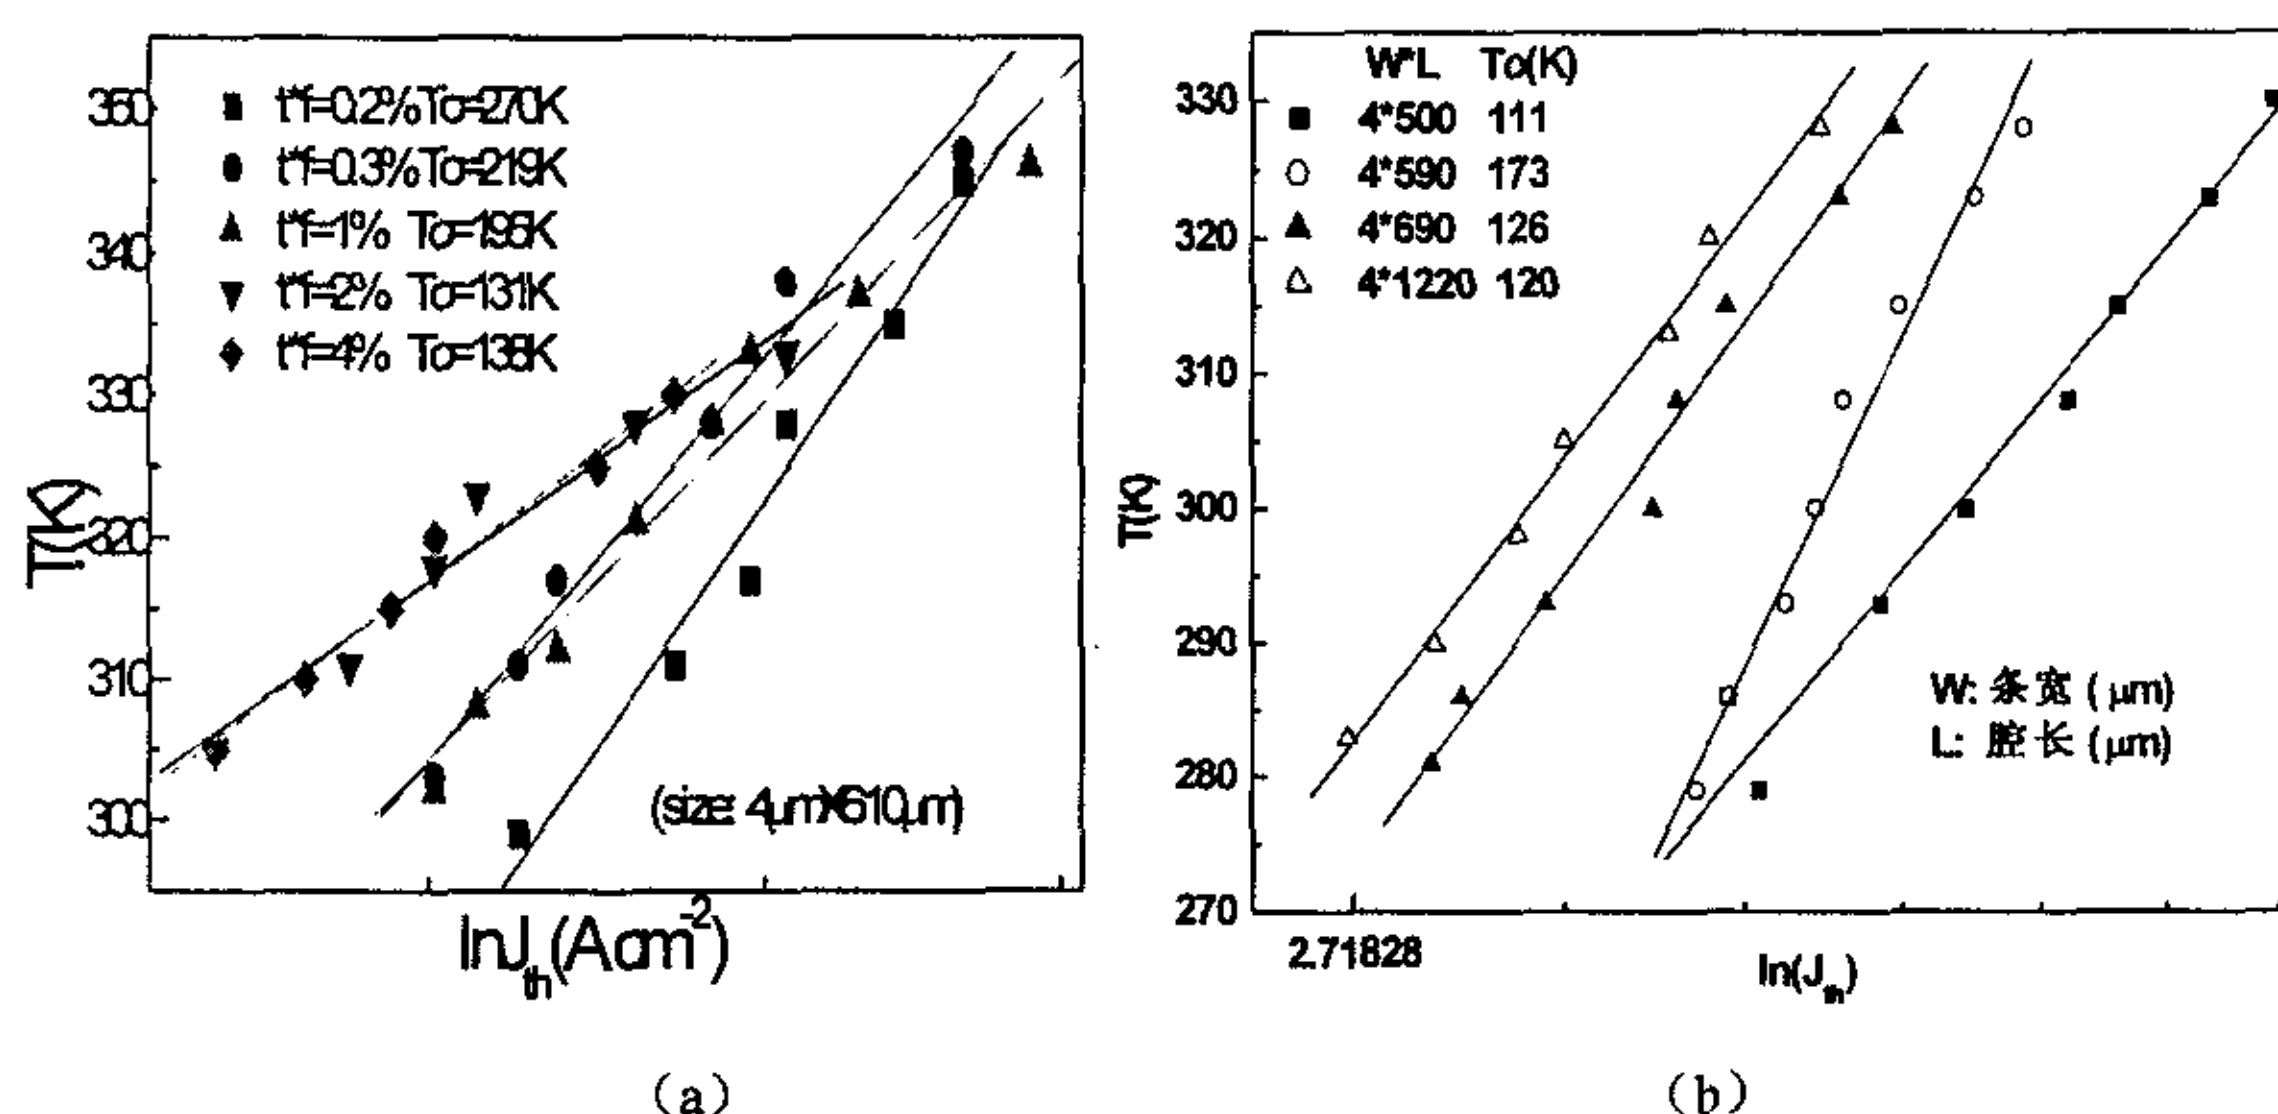 350
340
330
320
310
300
T(K)
t*f=0.2% To=270K
t*f=0.3% To=219K
t*f=1% To=195K
t*f=2% To=131K
t*f=4% To=138K
(size: 4μm×610μm)
lnJth(Acm-2)
(a)
330
320
310
300
290
280
270
T(K)
W*L To(K)
4*500 111
4*590 173
4*690 126
4*1220 120
W: 条宽 (μm)
L: 腔长 (μm)
2.71828
ln(Jth)
(b)